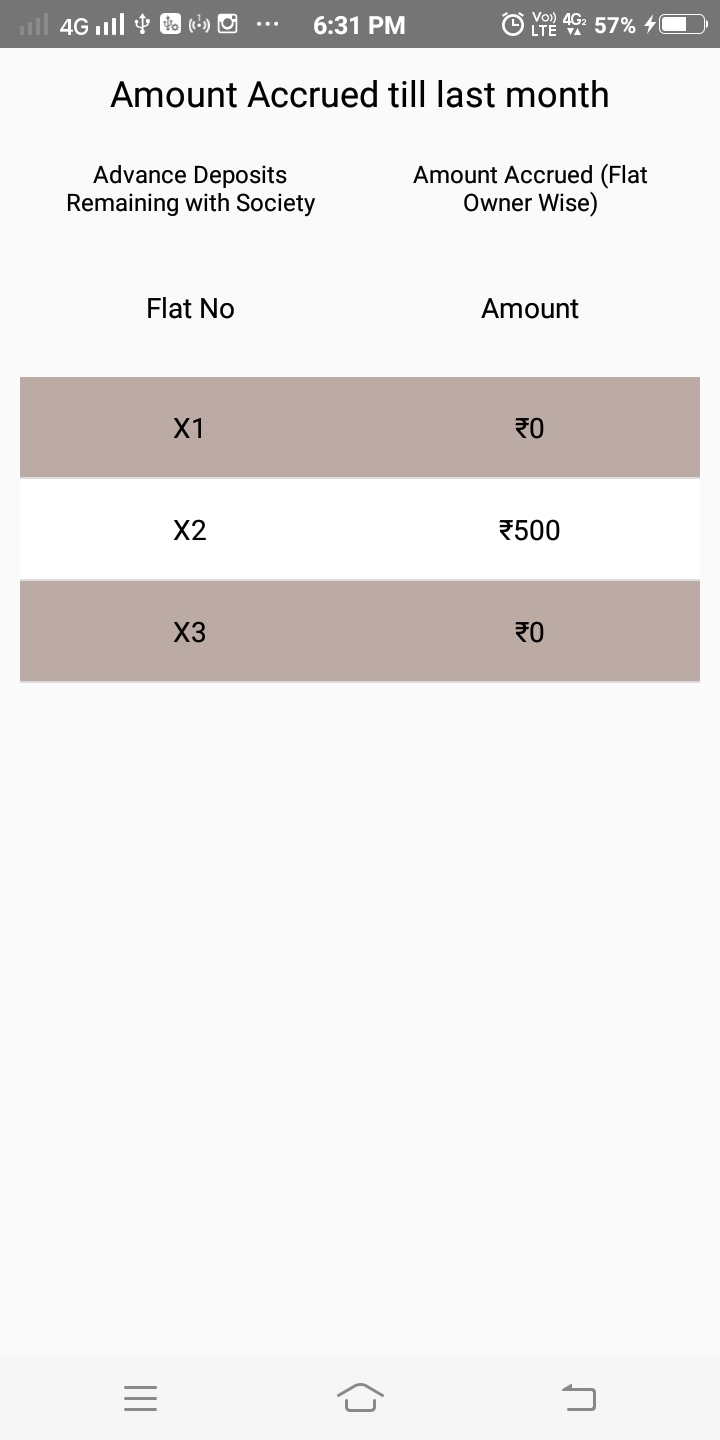 4G 6:31 PM Vo)) LTE 4G2 57%
Amount Accrued till last month
Advance Deposits
Remaining with Society
Amount Accrued (Flat
Owner Wise)
Flat No Amount
X1 ₹0
X2 ₹500
X3 ₹0